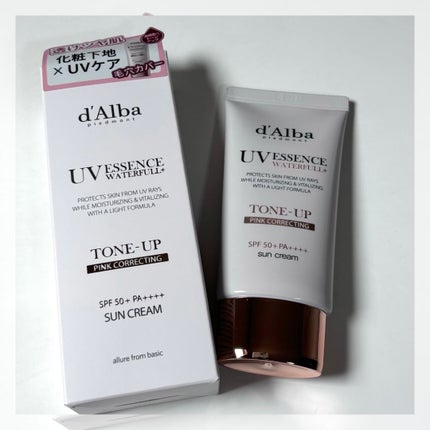 化粧下地
×UVケア
毛穴カバー
d'Alba
piedmont
UV ESSENCE
WATERFULL+
PROTECTS SKIN FROM UV RAYS
WHILE MOISTURIZING & VITALIZING
WITH A LIGHT FORMULA
TONE-UP
PINK CORRECTING
SPF 50+ PA++++
SUN CREAM
allure from basic
d'Alba
piedmont
UV ESSENCE
WATERFULL+
PROTECTS SKIN FROM UV RAYS
WHILE MOISTURIZING & VITALIZING
WITH A LIGHT FORMULA
TONE-UP
PINK CORRECTING
SPF 50+ PA++++
sun cream